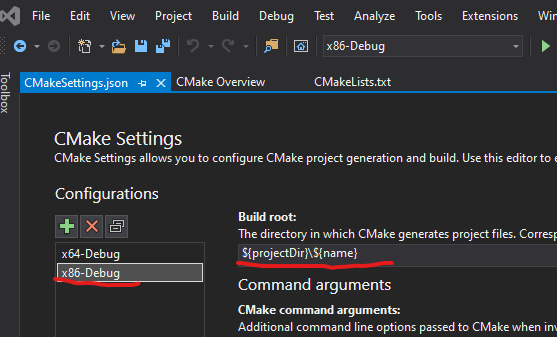 File Edit View Project Build Debug Test Analyze Tools Extensions
x86-Debug
Toolbox
CMakeSettings.json CMake Overview CMakeLists.txt
CMake Settings
CMake Settings allows you to configure CMake project generation and build. Use this editor to
Configurations
x64-Debug
x86-Debug
Build root:
The directory in which CMake generates project files.
${projectDir}\${name}
Command arguments
CMake command arguments:
Additional command line options passed to CMake when